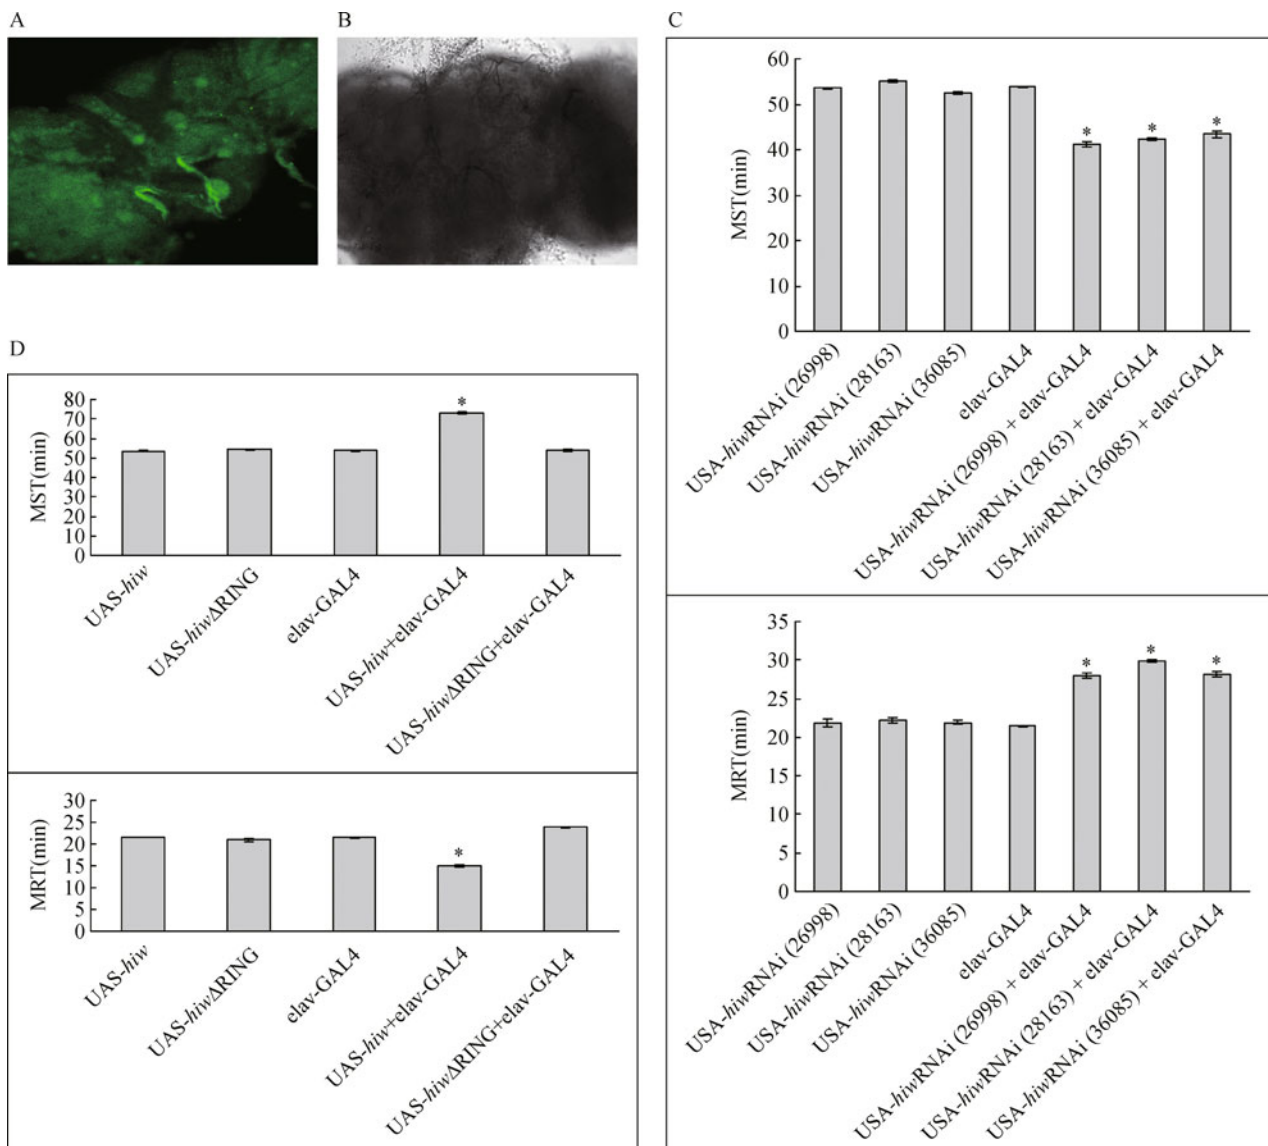 A
B
C
60
50
40
30
20
10
0
MST(min)
*
*
*
USA-hiwRNAi (26998)
USA-hiwRNAi (28163)
USA-hiwRNAi (36085)
elav-GAL4
USA-hiwRNAi (26998) + elav-GAL4
USA-hiwRNAi (28163) + elav-GAL4
USA-hiwRNAi (36085) + elav-GAL4
35
30
25
20
15
10
5
0
MRT(min)
*
*
*
USA-hiwRNAi (26998)
USA-hiwRNAi (28163)
USA-hiwRNAi (36085)
elav-GAL4
USA-hiwRNAi (26998) + elav-GAL4
USA-hiwRNAi (28163) + elav-GAL4
USA-hiwRNAi (36085) + elav-GAL4
D
80
70
60
50
40
30
20
10
0
MST(min)
*
UAS-hiw
UAS-hiwΔRING
elav-GAL4
UAS-hiw+elav-GAL4
UAS-hiwΔRING+elav-GAL4
30
25
20
15
10
5
0
MRT(min)
*
UAS-hiw
UAS-hiwΔRING
elav-GAL4
UAS-hiw+elav-GAL4
UAS-hiwΔRING+elav-GAL4